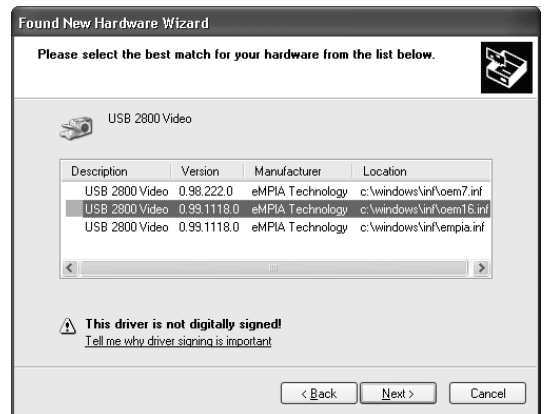 Found New Hardware Wizard
Please select the best match for your hardware from the list below.
USB 2800 Video
Description Version Manufacturer Location
USB 2800 Video 0.98.222.0 eMPIA Technology c:\windows\inf\oem7.inf
USB 2800 Video 0.99.1118.0 eMPIA Technology c:\windows\inf\oem16.inf
USB 2800 Video 0.99.1118.0 eMPIA Technology c:\windows\inf\empia.inf
This driver is not digitally signed!
Tell me why driver signing is important
< Back Next > Cancel